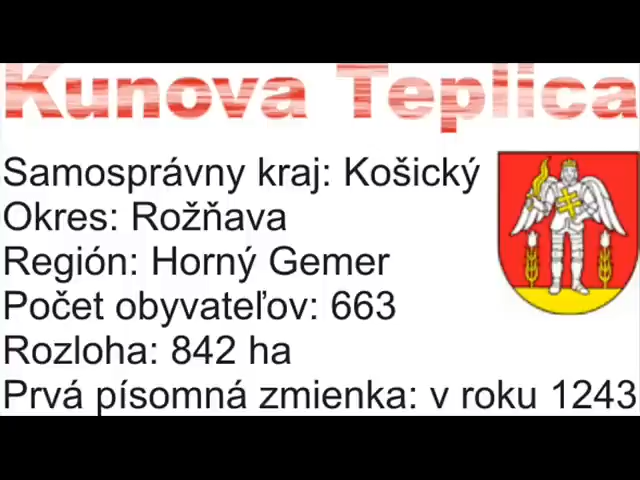 Kunova Teplica
Samosprávny kraj: Košický
Okres: Rožňava
Región: Horný Gemer
Počet obyvateľov: 663
Rozloha: 842 ha
Prvá písomná zmienka: v roku 1243